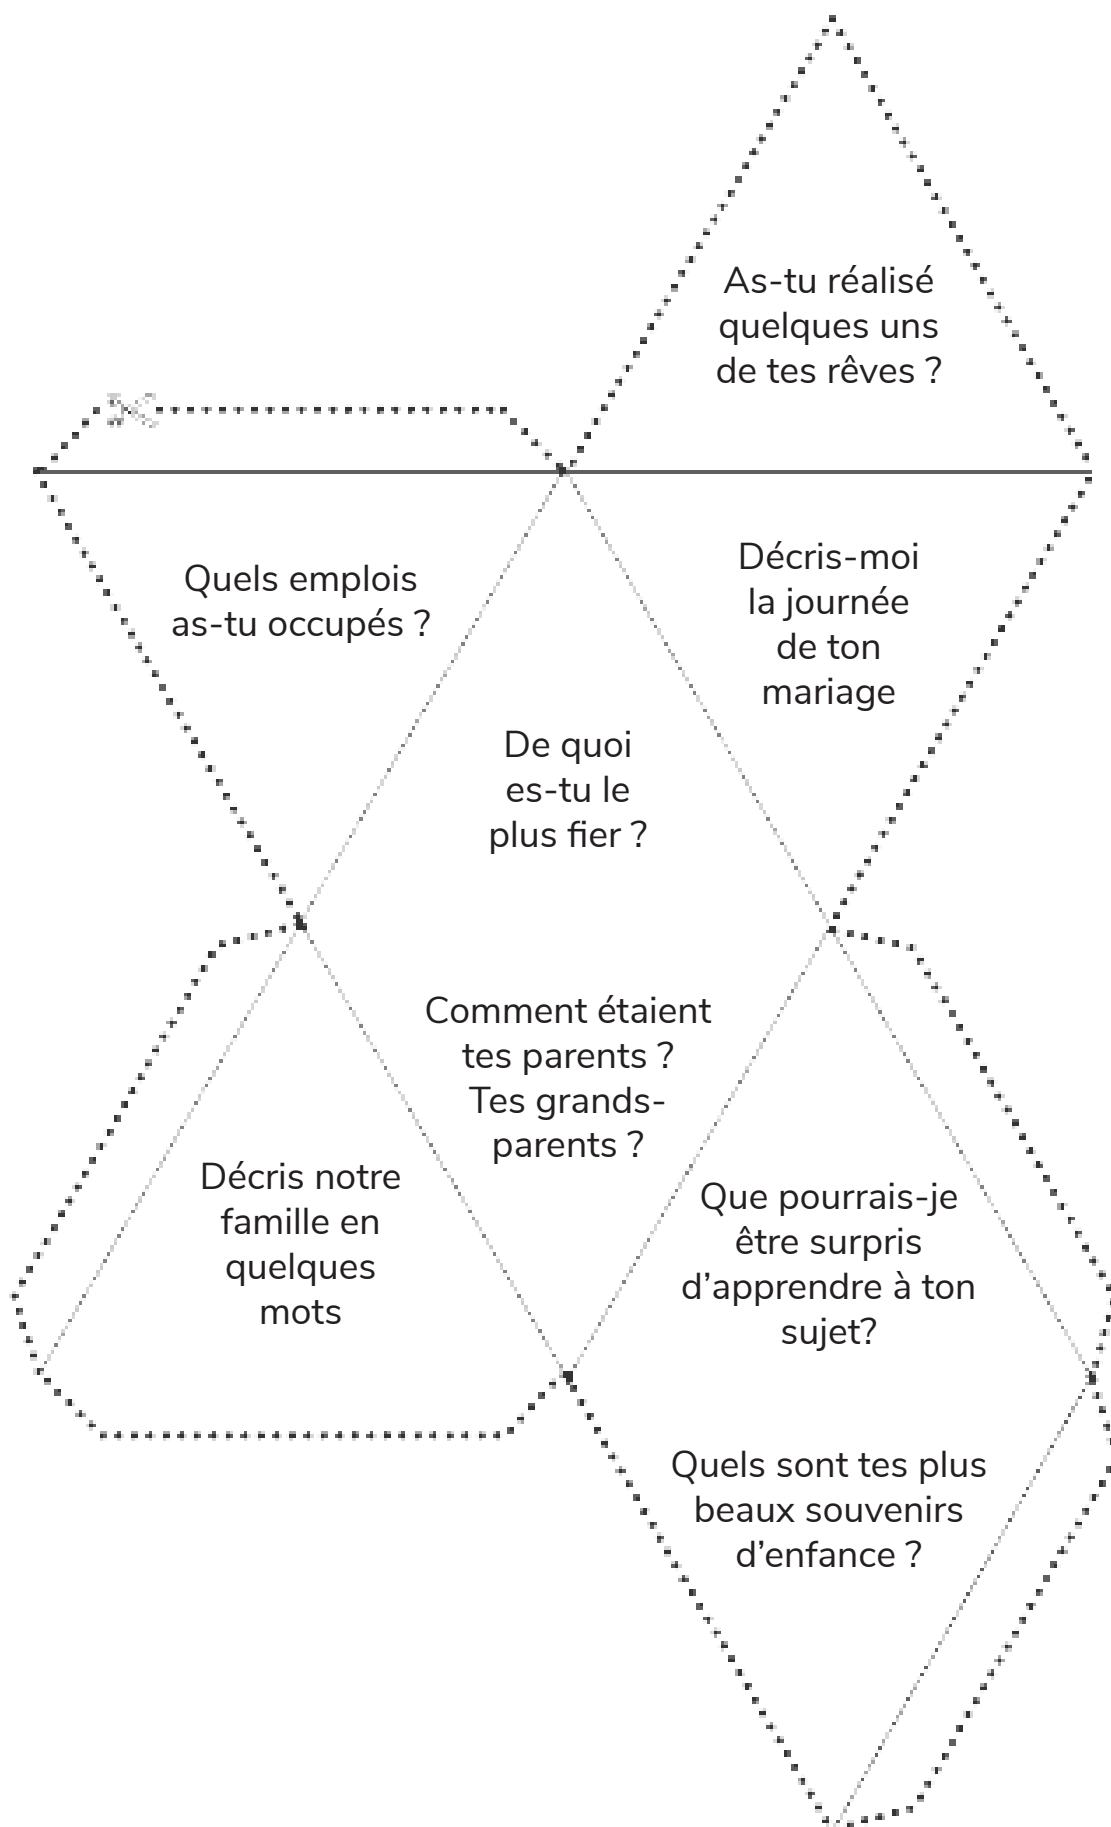 As-tu réalisé
quelques uns
de tes rêves ?
Quels emplois
as-tu occupés ?
Décris-moi
la journée
de ton
mariage
De quoi
es-tu le
plus fier ?
Comment étaient
tes parents ?
Tes grands-
parents ?
Décris notre
famille en
quelques
mots
Que pourrais-je
être surpris
d’apprendre à ton
sujet?
Quels sont tes plus
beaux souvenirs
d’enfance ?